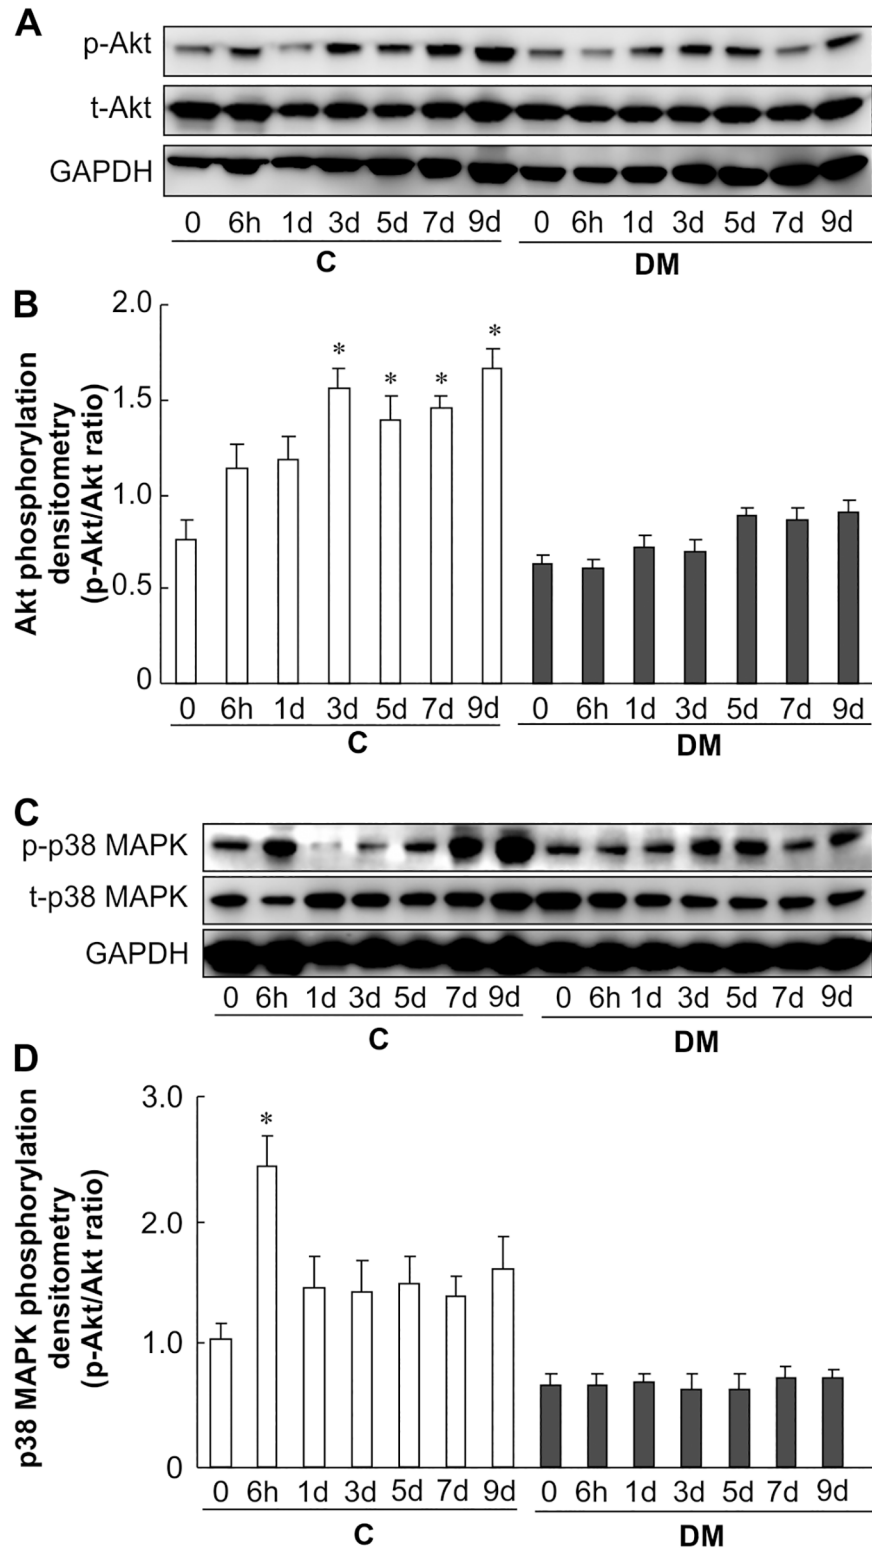 A
p-Akt
t-Akt
GAPDH
0 6h 1d 3d 5d 7d 9d 0 6h 1d 3d 5d 7d 9d
C DM
B
Akt phosphorylation
densitometry
(p-Akt/Akt ratio)
2.0
*
*
* *
1.5
1.0
0.5
0
0 6h 1d 3d 5d 7d 9d 0 6h 1d 3d 5d 7d 9d
C DM
C
p-p38 MAPK
t-p38 MAPK
GAPDH
0 6h 1d 3d 5d 7d 9d 0 6h 1d 3d 5d 7d 9d
C DM
D
p38 MAPK phosphorylation
densitometry
(p-Akt/Akt ratio)
3.0
*
2.0
1.0
0
0 6h 1d 3d 5d 7d 9d 0 6h 1d 3d 5d 7d 9d
C DM